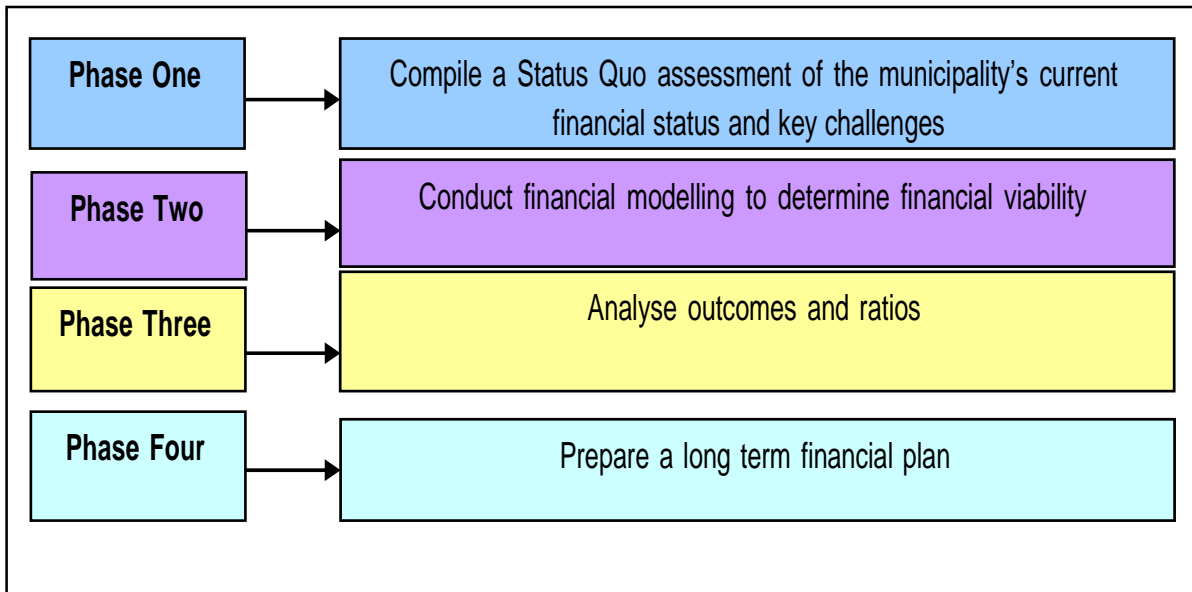 Phase One
Compile a Status Quo assessment of the municipality’s current
financial status and key challenges
Phase Two
Conduct financial modelling to determine financial viability
Phase Three
Analyse outcomes and ratios
Phase Four
Prepare a long term financial plan